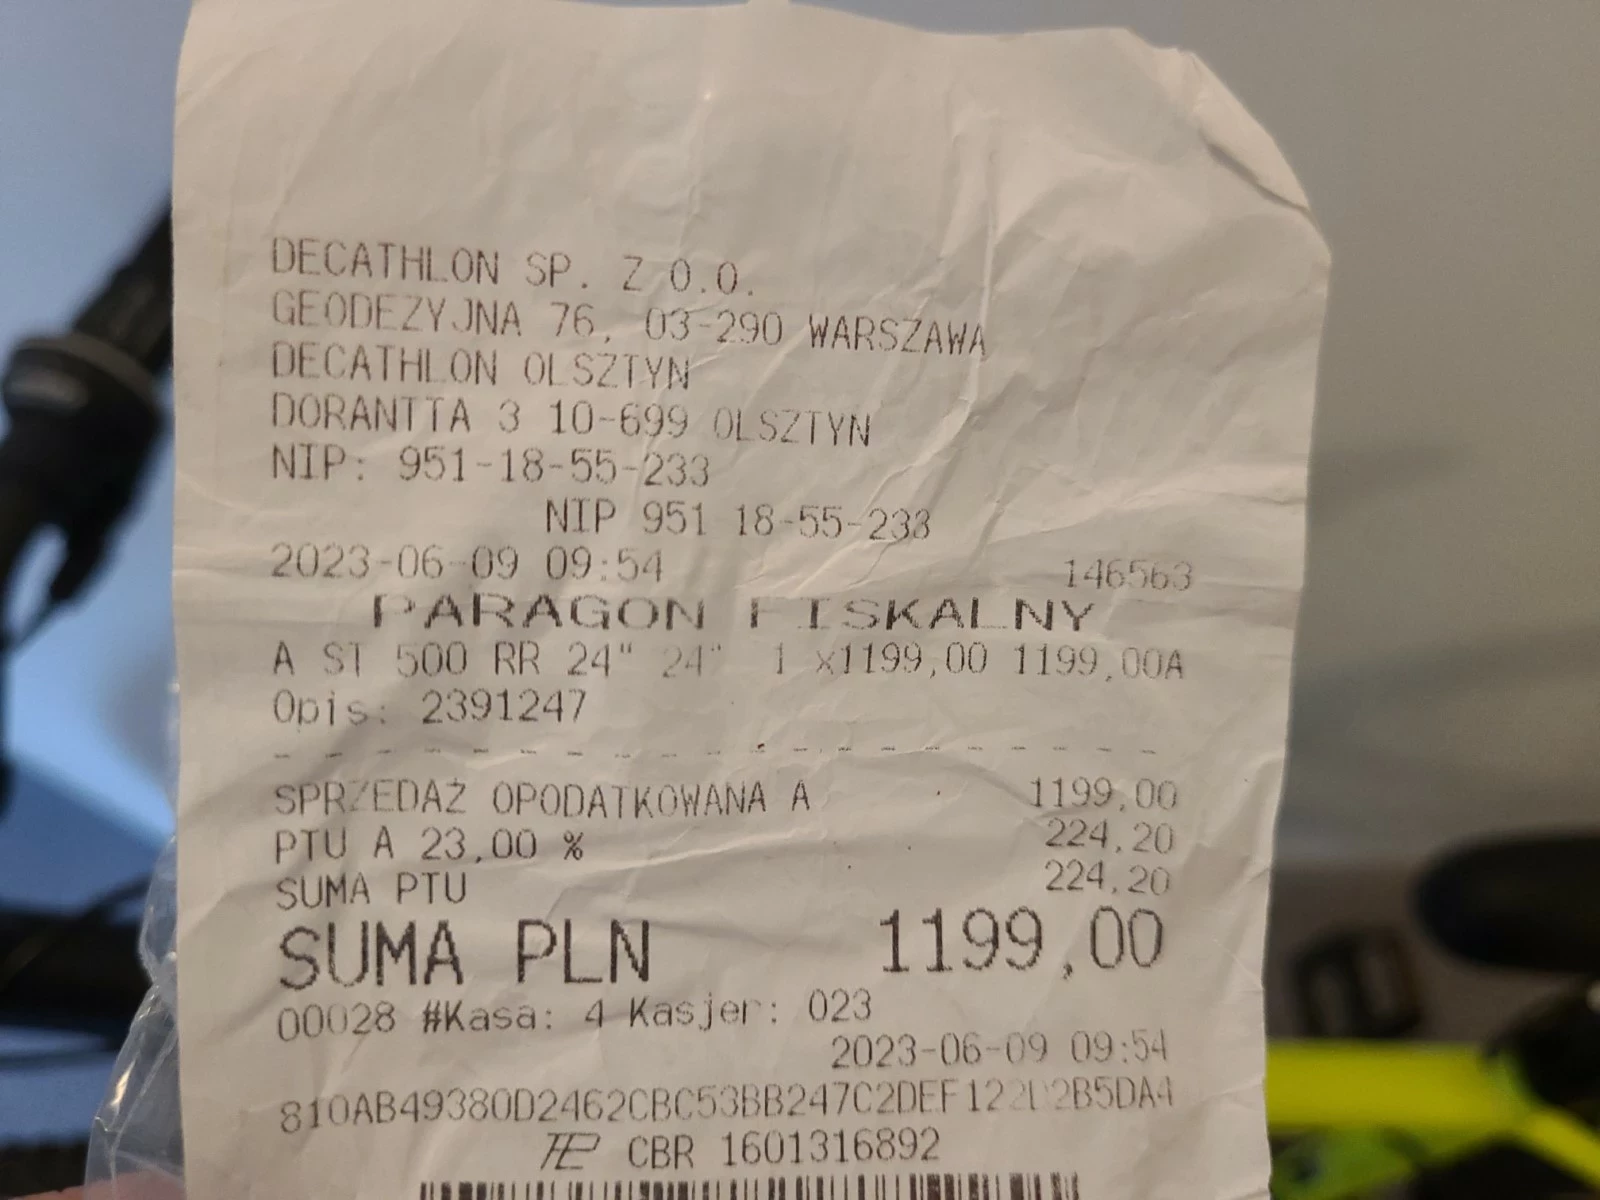 DECATHLON SP. Z O.O.
GEODEZYJNA 76, 03-290 WARSZAWA
DECATHLON OLSZTYN
DORANTTA 3 10-699 OLSZTYN
NIP: 951-18-55-233
NIP 951 18-55-233
2023-06-09 09:54 146563
PARAGON FISKALNY
A ST 500 RR 24" 24" 1 x1199,00 1199,00A
Opis: 2391247
SPRZEDAŻ OPODATKOWANA A 1199,00
PTU A 23,00 % 224,20
SUMA PTU 224,20
SUMA PLN 1199,00
00028 #Kasa: 4 Kasjer: 023
2023-06-09 09:54
CBR 1601316892